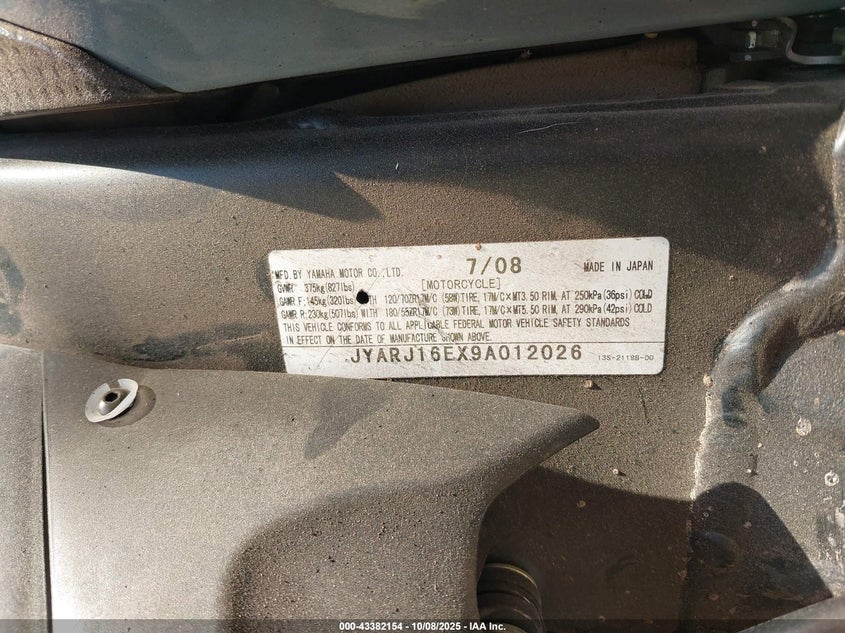 MFD.BY YAMAHA MOTOR CO.,LTD. 7/08 MADE IN JAPAN
GVWR 375kg(827lbs) [MOTORCYCLE]
GAWR F;145kg(320lbs) TH 120/70ZR17M/C (58W)TIRE, 17M/C×MT3.50 RIM, AT 250kPa(36psi) COLD
GAWR R;230kg(507lbs)WITH 180/55ZR17M/C (73W)TIRE, 17M/C×MT5.50 RIM, AT 290kPa(42psi) COLD
THIS VEHICLE CONFORMS TO ALL APPLICABLE FEDERAL MOTOR VEHICLE SAFETY STANDARDS
IN EFFECT ON THE DATE OF MANUFACTURE SHOWN ABOVE.
JYARJ16EX9A012026 13S-21188-00
000-43382154 - 10/08/2025 - IAA Inc.